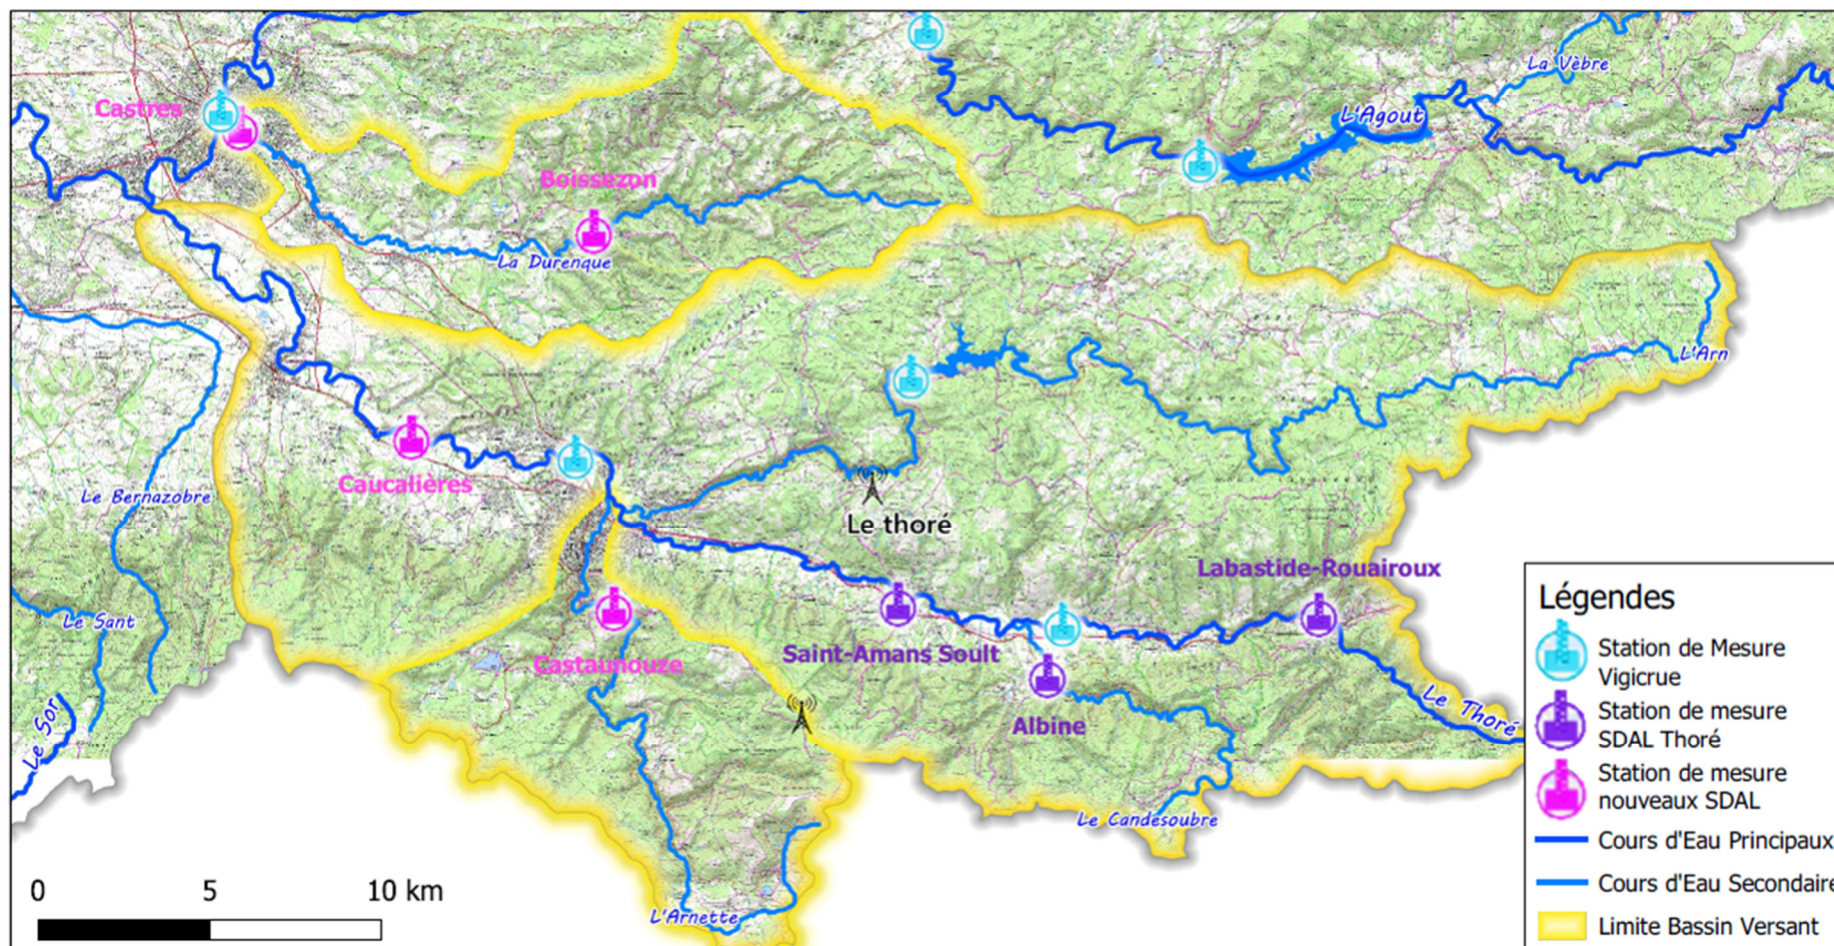 La Vèbre
Castres
L'Agout
Boissezon
La Durenque
L'Arn
Caucalières
Le Bernazobre
Le thoré
Labastide-Rouairoux
Le Sant
Saint-Amans Soult
Castaunouze
Albine
Le Sor
Le Thoré
Le Candesoubre
L'Arnette
0 5 10 km
Légendes
Station de Mesure
Vigicrue
Station de mesure
SDAL Thoré
Station de mesure
nouveaux SDAL
Cours d'Eau Principaux
Cours d'Eau Secondaire
Limite Bassin Versant